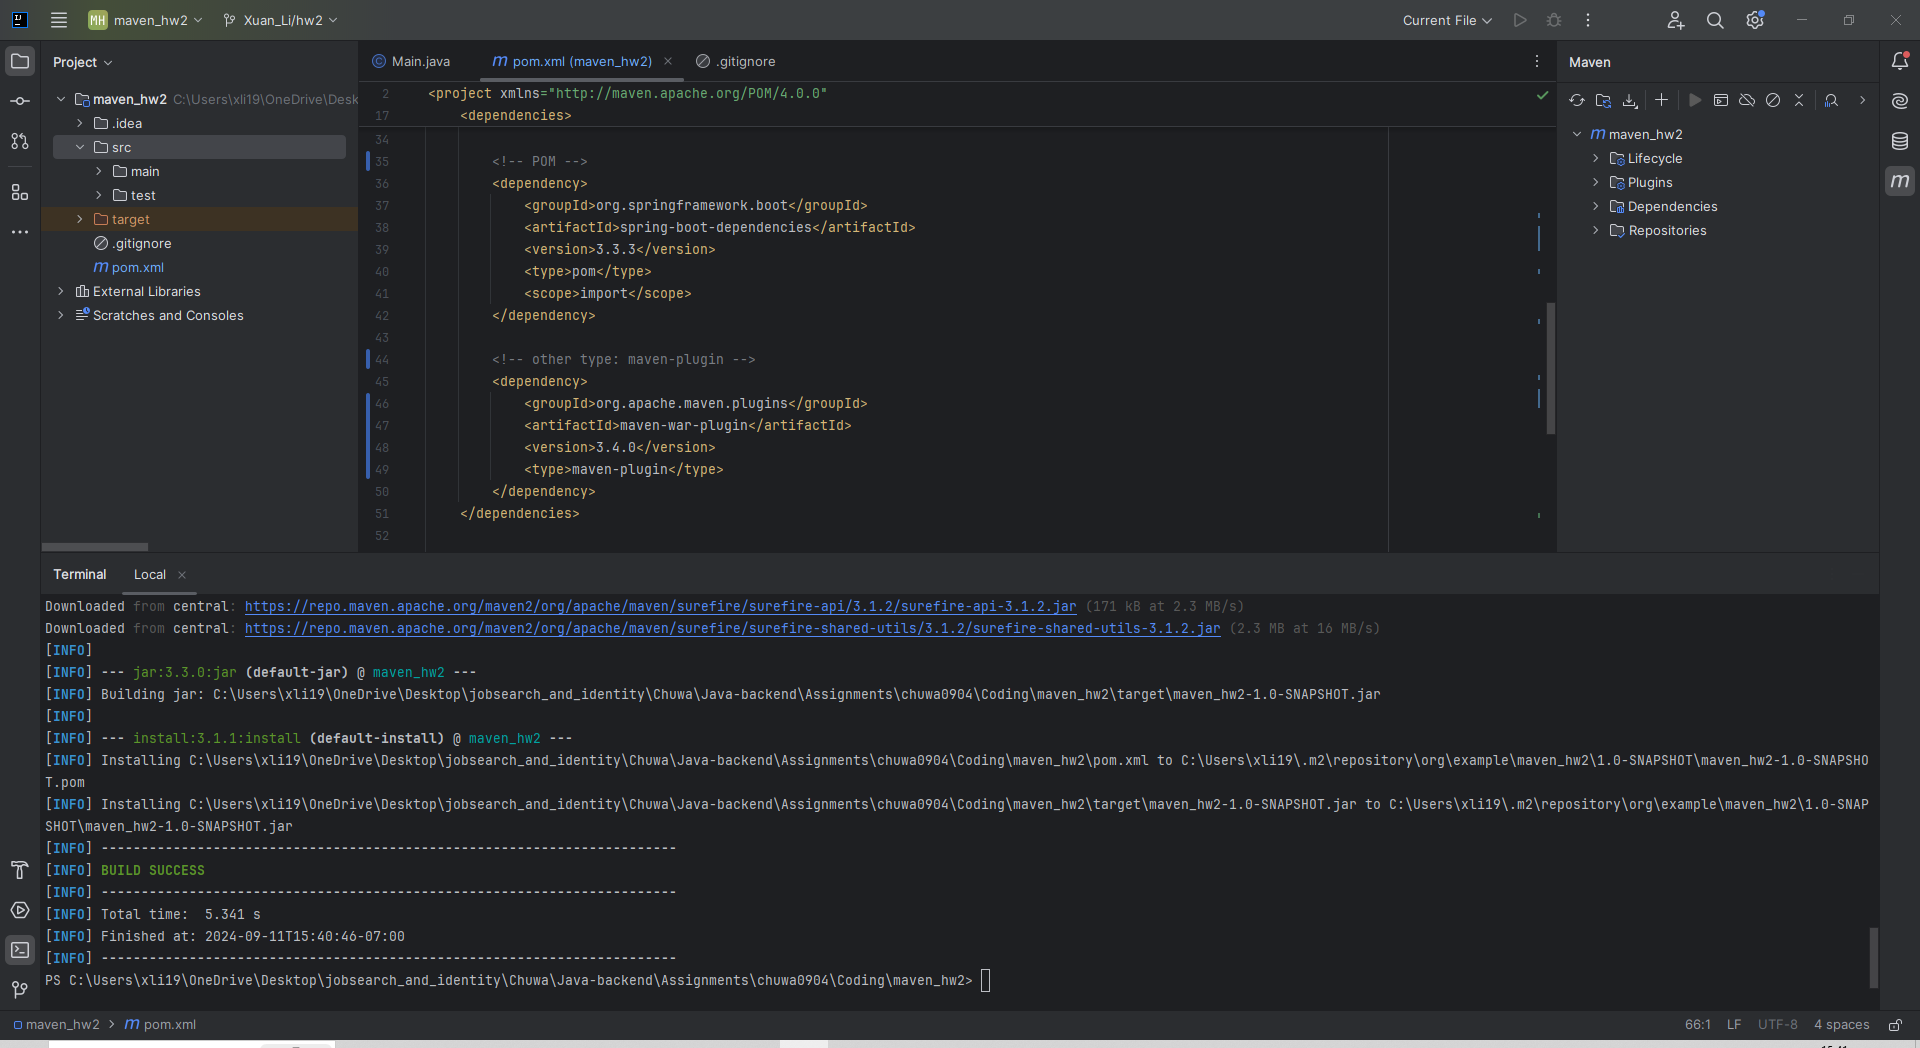 MH maven_hw2 Xuan_Li/hw2 Current File
Project
Main.java pom.xml (maven_hw2) .gitignore
Maven
maven_hw2 C:\Users\xli19\OneDrive\Desk
.idea
src
main
test
target
.gitignore
pom.xml
External Libraries
Scratches and Consoles
2 <project xmlns="http://maven.apache.org/POM/4.0.0"
17 <dependencies>
34
35 <!-- POM -->
36 <dependency>
37 <groupId>org.springframework.boot</groupId>
38 <artifactId>spring-boot-dependencies</artifactId>
39 <version>3.3.3</version>
40 <type>pom</type>
41 <scope>import</scope>
42 </dependency>
43
44 <!-- other type: maven-plugin -->
45 <dependency>
46 <groupId>org.apache.maven.plugins</groupId>
47 <artifactId>maven-war-plugin</artifactId>
48 <version>3.4.0</version>
49 <type>maven-plugin</type>
50 </dependency>
51 </dependencies>
52
maven_hw2
Lifecycle
Plugins
Dependencies
Repositories
Terminal Local
Downloaded from central: https://repo.maven.apache.org/maven2/org/apache/maven/surefire/surefire-api/3.1.2/surefire-api-3.1.2.jar (171 kB at 2.3 MB/s)
Downloaded from central: https://repo.maven.apache.org/maven2/org/apache/maven/surefire/surefire-shared-utils/3.1.2/surefire-shared-utils-3.1.2.jar (2.3 MB at 16 MB/s)
[INFO]
[INFO] --- jar:3.3.0:jar (default-jar) @ maven_hw2 ---
[INFO] Building jar: C:\Users\xli19\OneDrive\Desktop\jobsearch_and_identity\Chuwa\Java-backend\Assignments\chuwa0904\Coding\maven_hw2\target\maven_hw2-1.0-SNAPSHOT.jar
[INFO]
[INFO] --- install:3.1.1:install (default-install) @ maven_hw2 ---
[INFO] Installing C:\Users\xli19\OneDrive\Desktop\jobsearch_and_identity\Chuwa\Java-backend\Assignments\chuwa0904\Coding\maven_hw2\pom.xml to C:\Users\xli19\.m2\repository\org\example\maven_hw2\1.0-SNAPSHOT\maven_hw2-1.0-SNAPSHO
T.pom
[INFO] Installing C:\Users\xli19\OneDrive\Desktop\jobsearch_and_identity\Chuwa\Java-backend\Assignments\chuwa0904\Coding\maven_hw2\target\maven_hw2-1.0-SNAPSHOT.jar to C:\Users\xli19\.m2\repository\org\example\maven_hw2\1.0-SNAP
SHOT\maven_hw2-1.0-SNAPSHOT.jar
[INFO] ------------------------------------------------------------------------
[INFO] BUILD SUCCESS
[INFO] ------------------------------------------------------------------------
[INFO] Total time:  5.341 s
[INFO] Finished at: 2024-09-11T15:40:46-07:00
[INFO] ------------------------------------------------------------------------
PS C:\Users\xli19\OneDrive\Desktop\jobsearch_and_identity\Chuwa\Java-backend\Assignments\chuwa0904\Coding\maven_hw2>
maven_hw2 > pom.xml 66:1 LF UTF-8 4 spaces